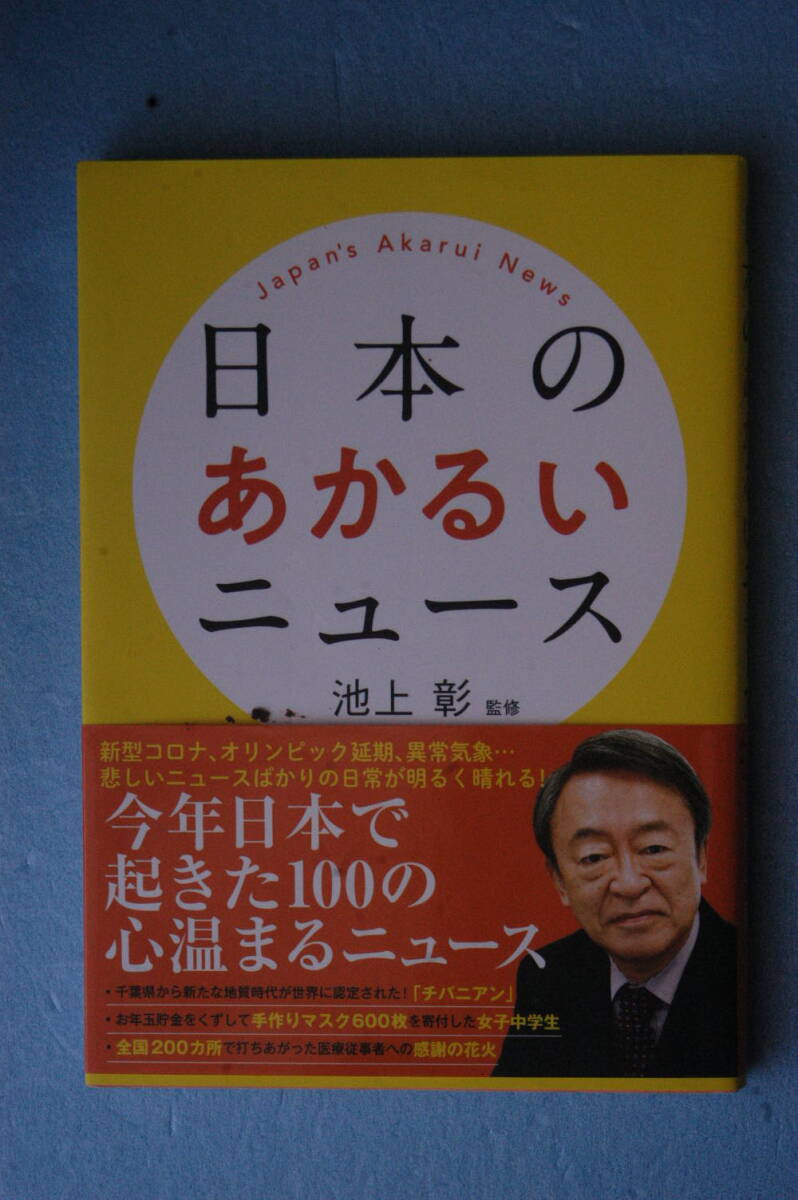 Japan's Akarui News
日本の
あかるい
ニュース
池上 彰 監修
新型コロナ、オリンピック延期、異常気象…
悲しいニュースばかりの日常が明るく晴れる！
今年日本で
起きた100の
心温まるニュース
・千葉県から新たな地質時代が世界に認定された！「チバニアン」
・お年玉貯金をくずして手作りマスク600枚を寄付した女子中学生
・全国200カ所で打ちあがった医療従事者への感謝の花火